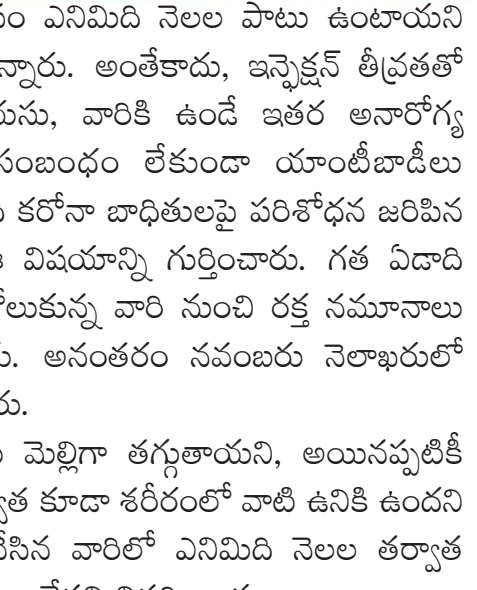 ఎనిమిది నెలల పాటు ఉంటాయని
అంతేకాదు, ఇన్ఫెక్షన్ తీవ్రతతో
వారికి ఉండే ఇతర అనారోగ్య
సంబంధం లేకుండా యాంటీబాడీలు
కరోనా బాధితులపై పరిశోధన జరిపిన
విషయాన్ని గుర్తించారు. గత ఏడాది
వారి నుంచి రక్త నమూనాలు
అనంతరం నవంబరు నెలాఖరులో
మెల్లిగా తగ్గుతాయని, అయినప్పటికీ
కూడా శరీరంలో వాటి ఉనికి ఉందని
వారిలో ఎనిమిది నెలల తర్వాత